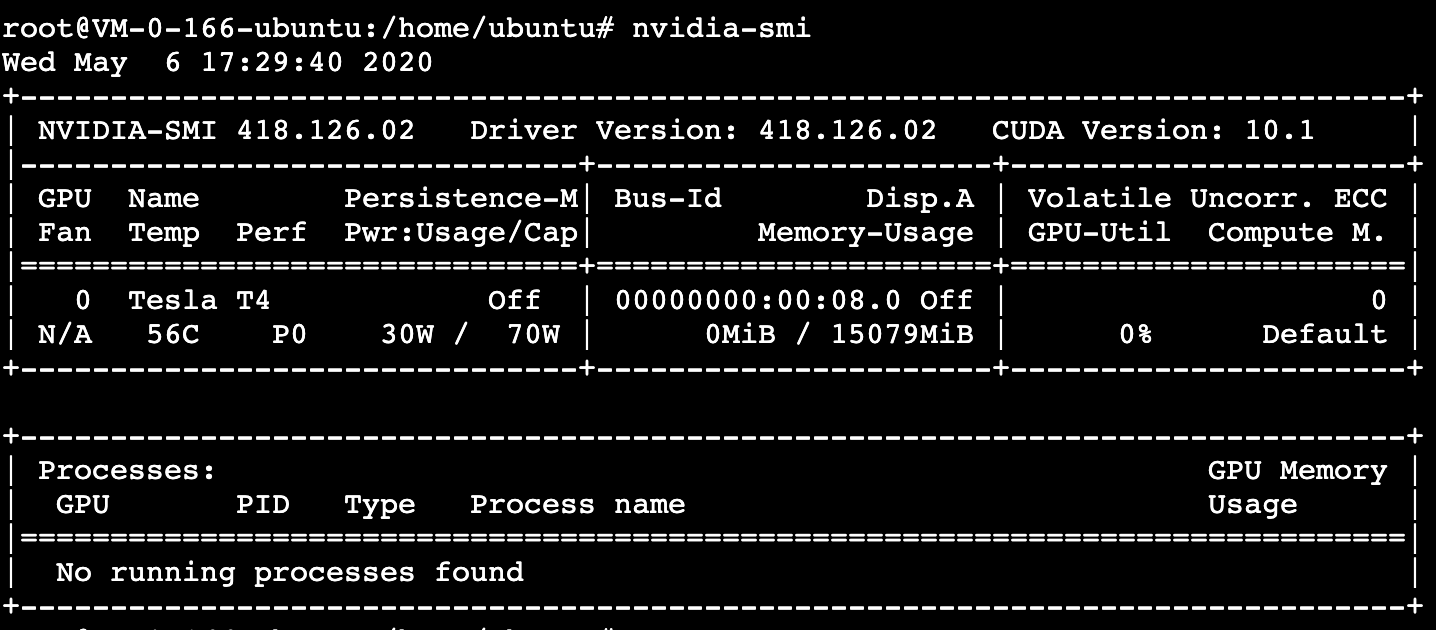 root@VM-0-166-ubuntu:/home/ubuntu# nvidia-smi
Wed May  6 17:29:40 2020
+-----------------------------------------------------------------------------+
| NVIDIA-SMI 418.126.02   Driver Version: 418.126.02   CUDA Version: 10.1     |
|-------------------------------+----------------------+----------------------+
| GPU  Name        Persistence-M| Bus-Id        Disp.A | Volatile Uncorr. ECC |
| Fan  Temp  Perf  Pwr:Usage/Cap|         Memory-Usage | GPU-Util  Compute M. |
|===============================+======================+======================|
|   0  Tesla T4            Off  | 00000000:00:08.0 Off |                    0 |
| N/A   56C    P0    30W /  70W |      0MiB / 15079MiB |      0%      Default |
+-------------------------------+----------------------+----------------------+

+-----------------------------------------------------------------------------+
| Processes:                                                       GPU Memory |
|  GPU       PID   Type   Process name                             Usage      |
|=============================================================================|
|  No running processes found                                                 |
+-----------------------------------------------------------------------------+